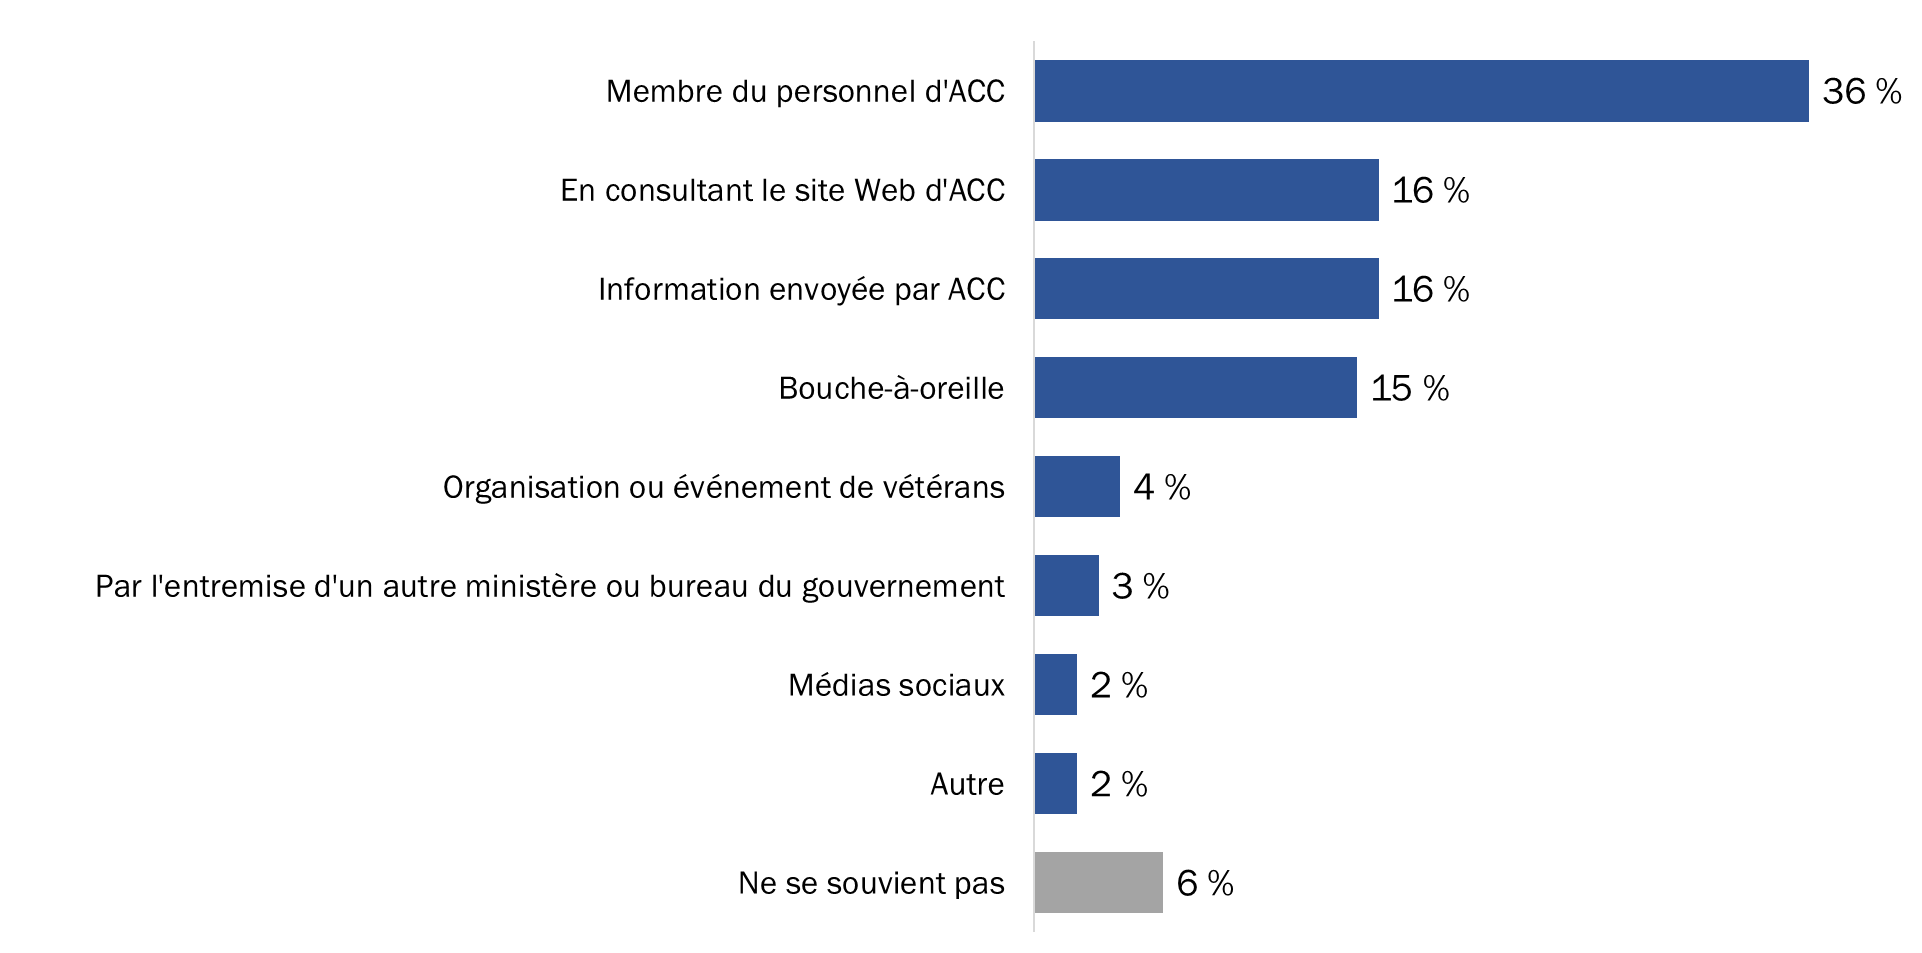 Membre du personnel d'ACC 36 %
En consultant le site Web d'ACC 16 %
Information envoyée par ACC 16 %
Bouche-à-oreille 15 %
Organisation ou événement de vétérans 4 %
Par l'entremise d'un autre ministère ou bureau du gouvernement 3 %
Médias sociaux 2 %
Autre 2 %
Ne se souvient pas 6 %